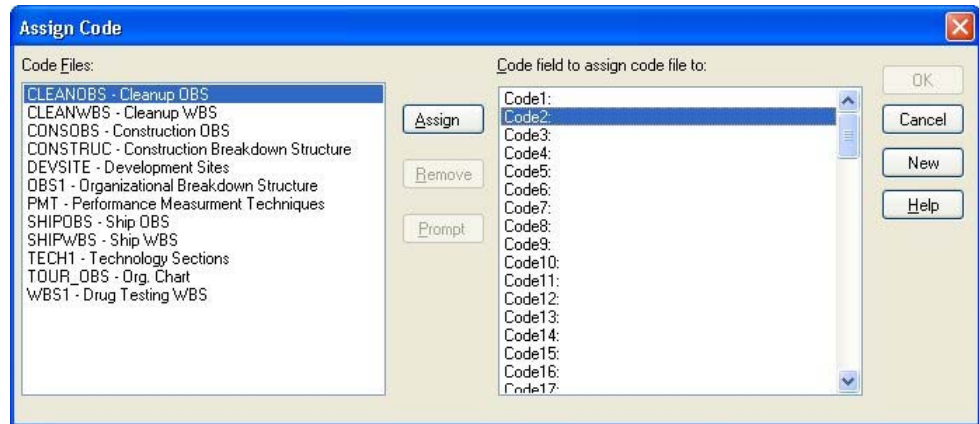 Assign Code
Code Files:
CLEANOBS - Cleanup OBS
CLEANWBS - Cleanup WBS
CONSOBS - Construction OBS
CONSTRUC - Construction Breakdown Structure
DEVSITE - Development Sites
OBS1 - Organizational Breakdown Structure
PMT - Performance Measurment Techniques
SHIPOBS - Ship OBS
SHIPWBS - Ship WBS
TECH1 - Technology Sections
TOUR_OBS - Org. Chart
WBS1 - Drug Testing WBS
Assign
Remove
Prompt
Code field to assign code file to:
Code1:
Code2:
Code3:
Code4:
Code5:
Code6:
Code7:
Code8:
Code9:
Code10:
Code11:
Code12:
Code13:
Code14:
Code15:
Code16:
Code17:
OK
Cancel
New
Help